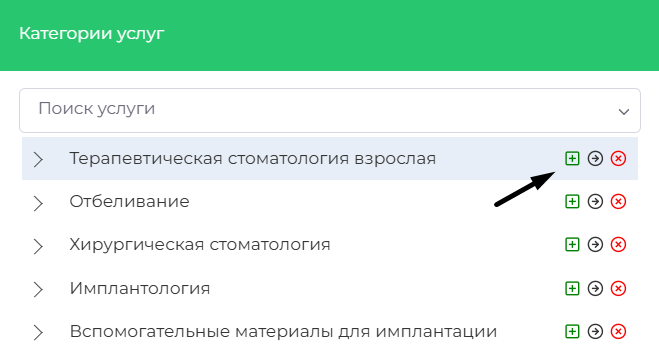 Категории услуг
Поиск услуги
Терапевтическая стоматология взрослая
Отбеливание
Хирургическая стоматология
Имплантология
Вспомогательные материалы для имплантации